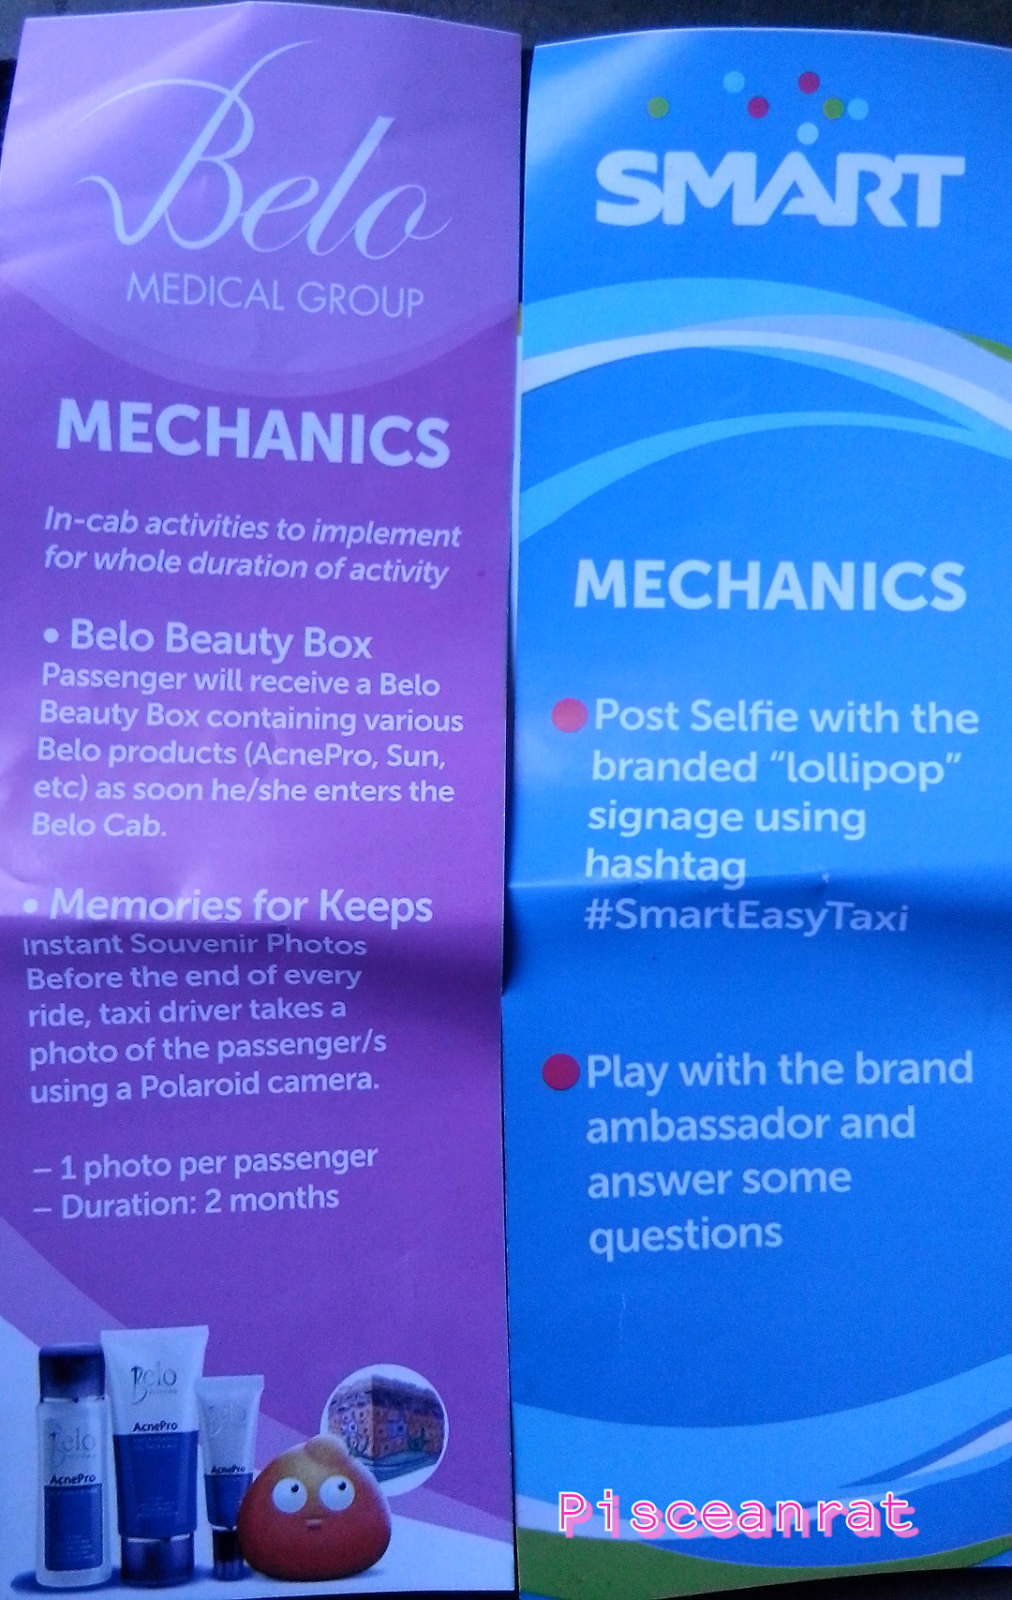 Belo
MEDICAL GROUP
MECHANICS
In-cab activities to implement
for whole duration of activity
• Belo Beauty Box
Passenger will receive a Belo
Beauty Box containing various
Belo products (AcnePro, Sun,
etc) as soon he/she enters the
Belo Cab.
• Memories for Keeps
Instant Souvenir Photos
Before the end of every
ride, taxi driver takes a
photo of the passenger/s
using a Polaroid camera.
– 1 photo per passenger
– Duration: 2 months
Belo
AcnePro
Belo
AcnePro
Belo
AcnePro
SMART
MECHANICS
Post Selfie with the
branded “lollipop”
signage using
hashtag
#SmartEasyTaxi
Play with the brand
ambassador and
answer some
questions
Pisceanrat